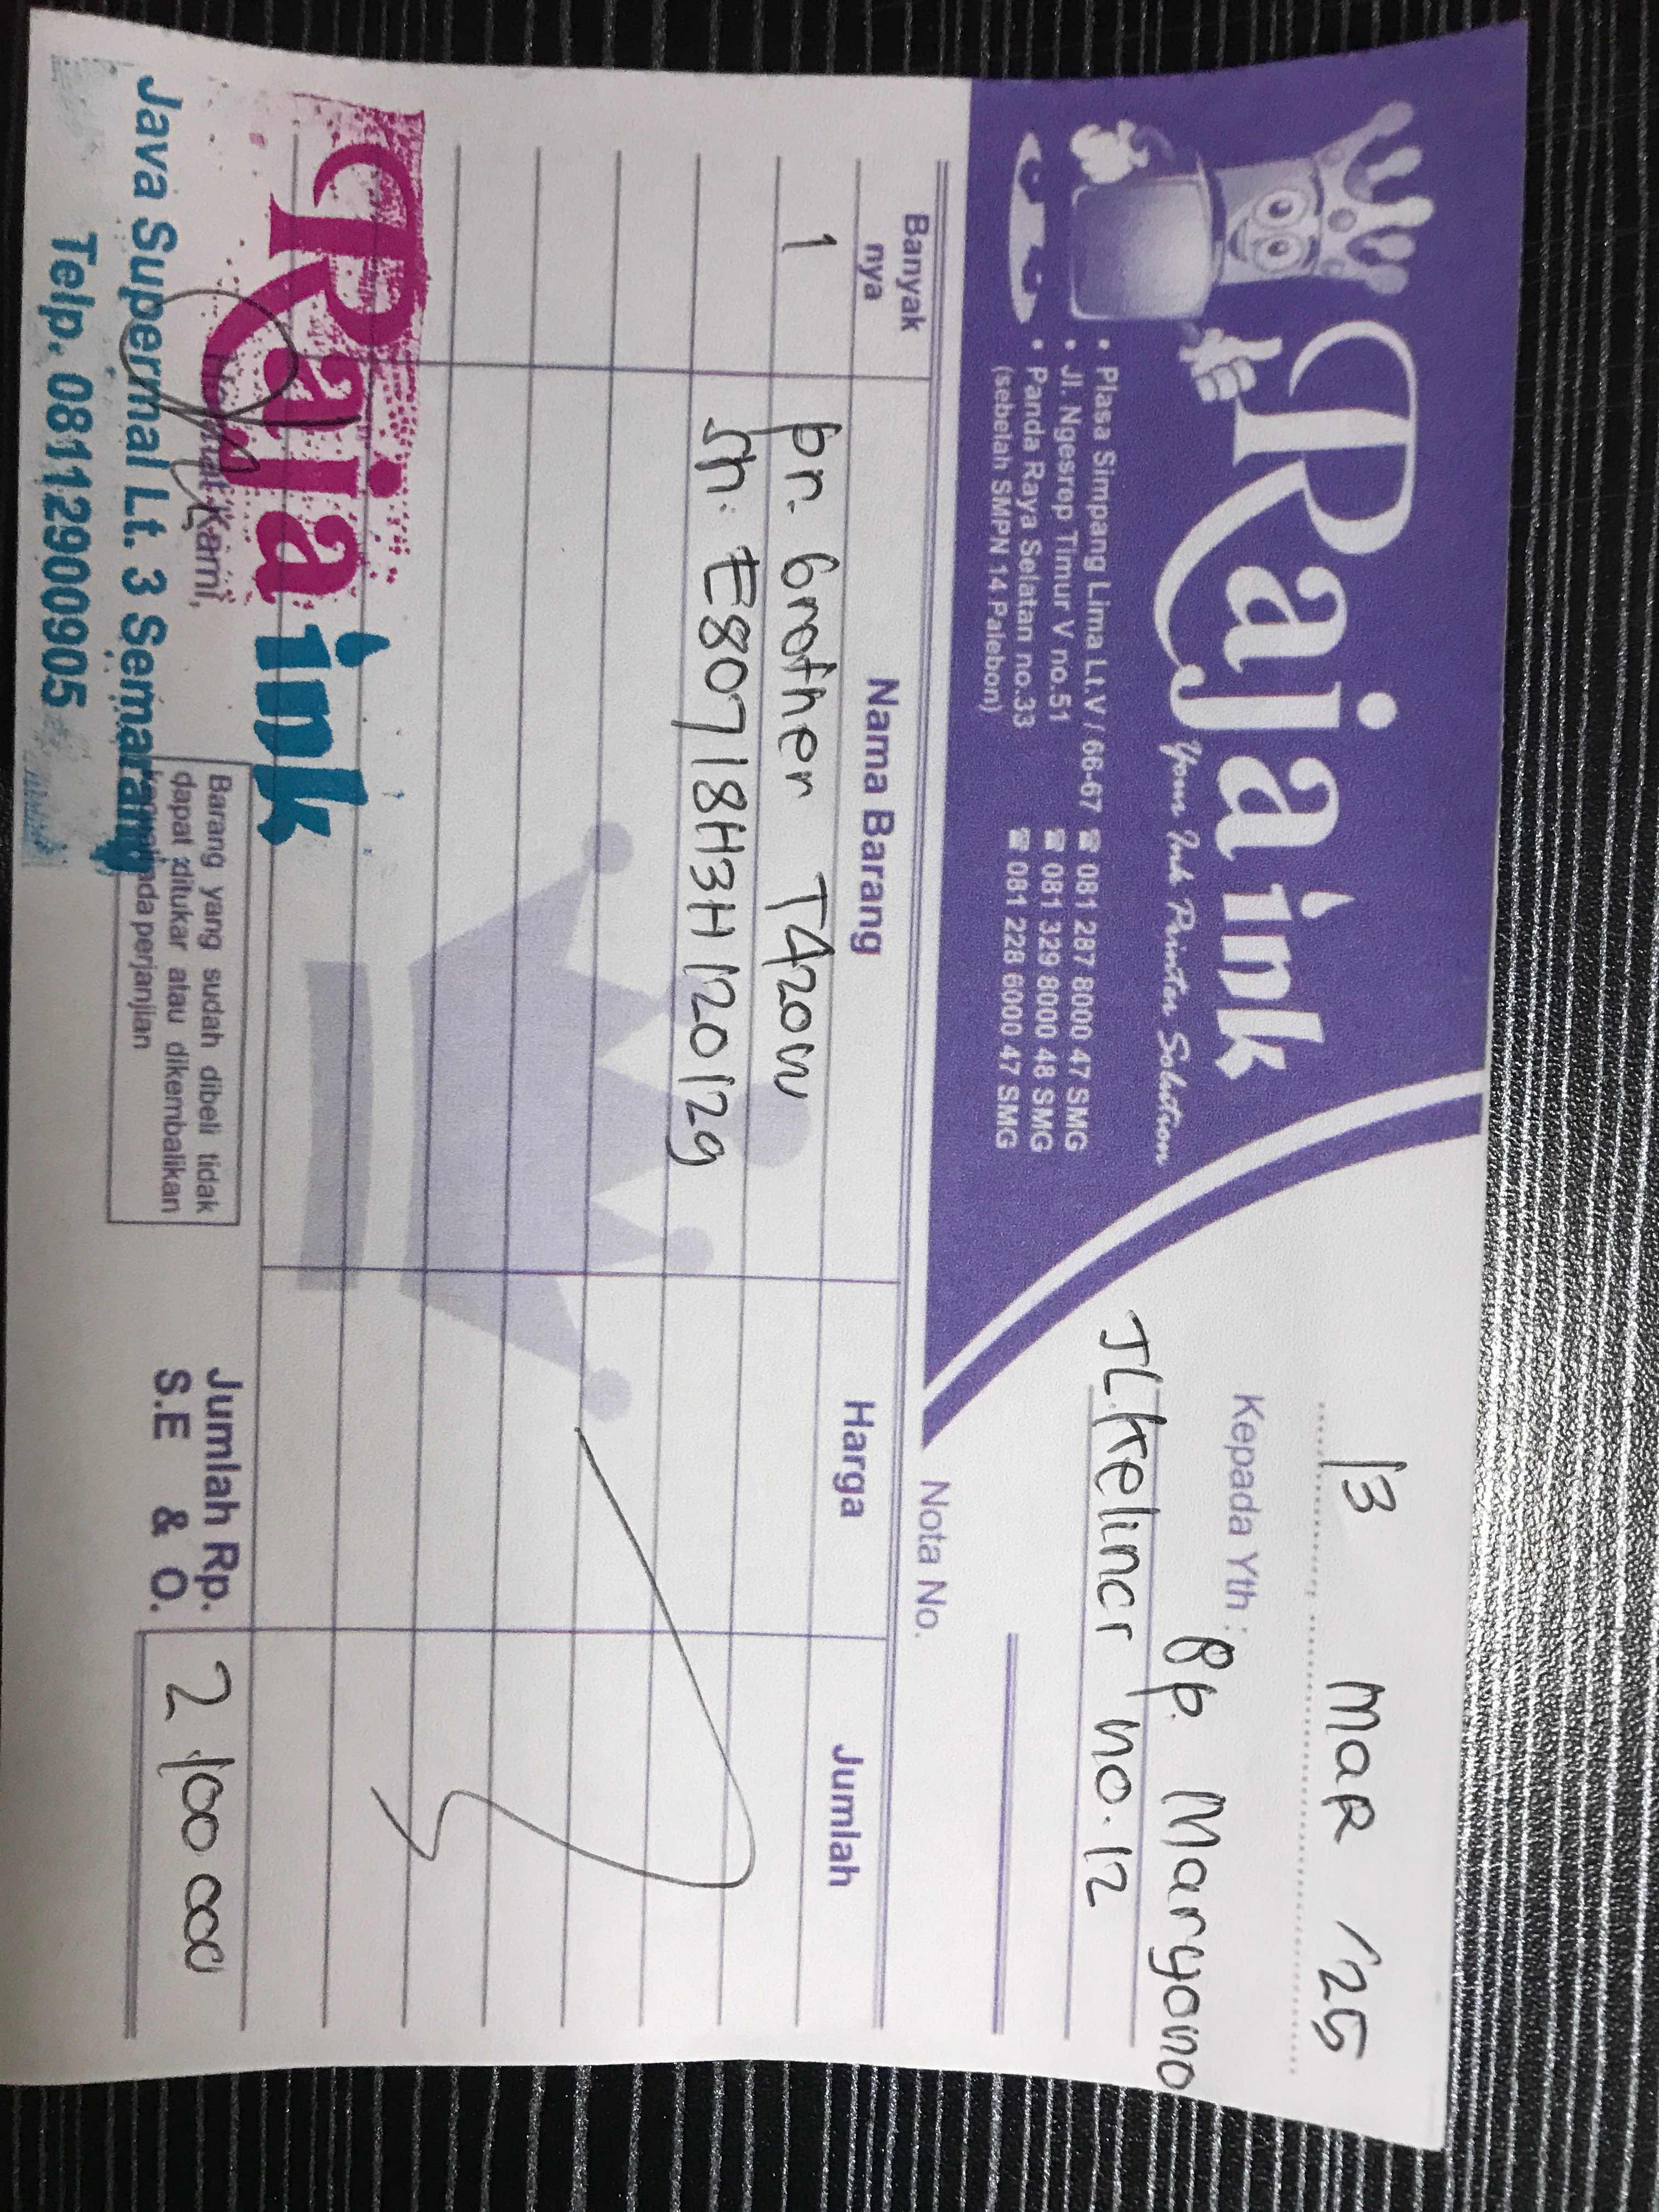 Raja ink
Your Ink Printer Solution
• Plasa Simpang Lima Lt.V / 66-67 ☎ 081 287 8000 47 SMG
• Jl. Ngesrep Timur V no.51 ☎ 081 329 8000 48 SMG
• Panda Raya Selatan no.33 ☎ 081 228 6000 47 SMG
(sebelah SMPN 14 Palebon)
13 MAR '25
Kepada Yth : Bp. Maryono
JL. Kelinci no. 12
Nota No.
Banyak nya Nama Barang Harga Jumlah
1 pr. Brother T420W
sn: E80718H3H120129
Jumlah Rp. 2 100 000
S.E & O.
Barang yang sudah dibeli tidak
dapat ditukar atau dikembalikan
ada perjanjian
Kami,
Raja ink
Java Supermal Lt. 3 Semarang
Telp. 08112900905